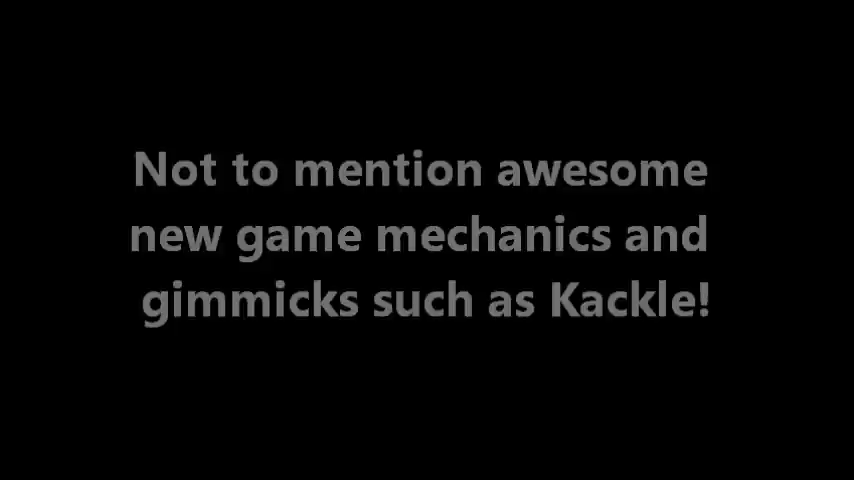 Not to mention awesome
new game mechanics and
gimmicks such as Kackle!